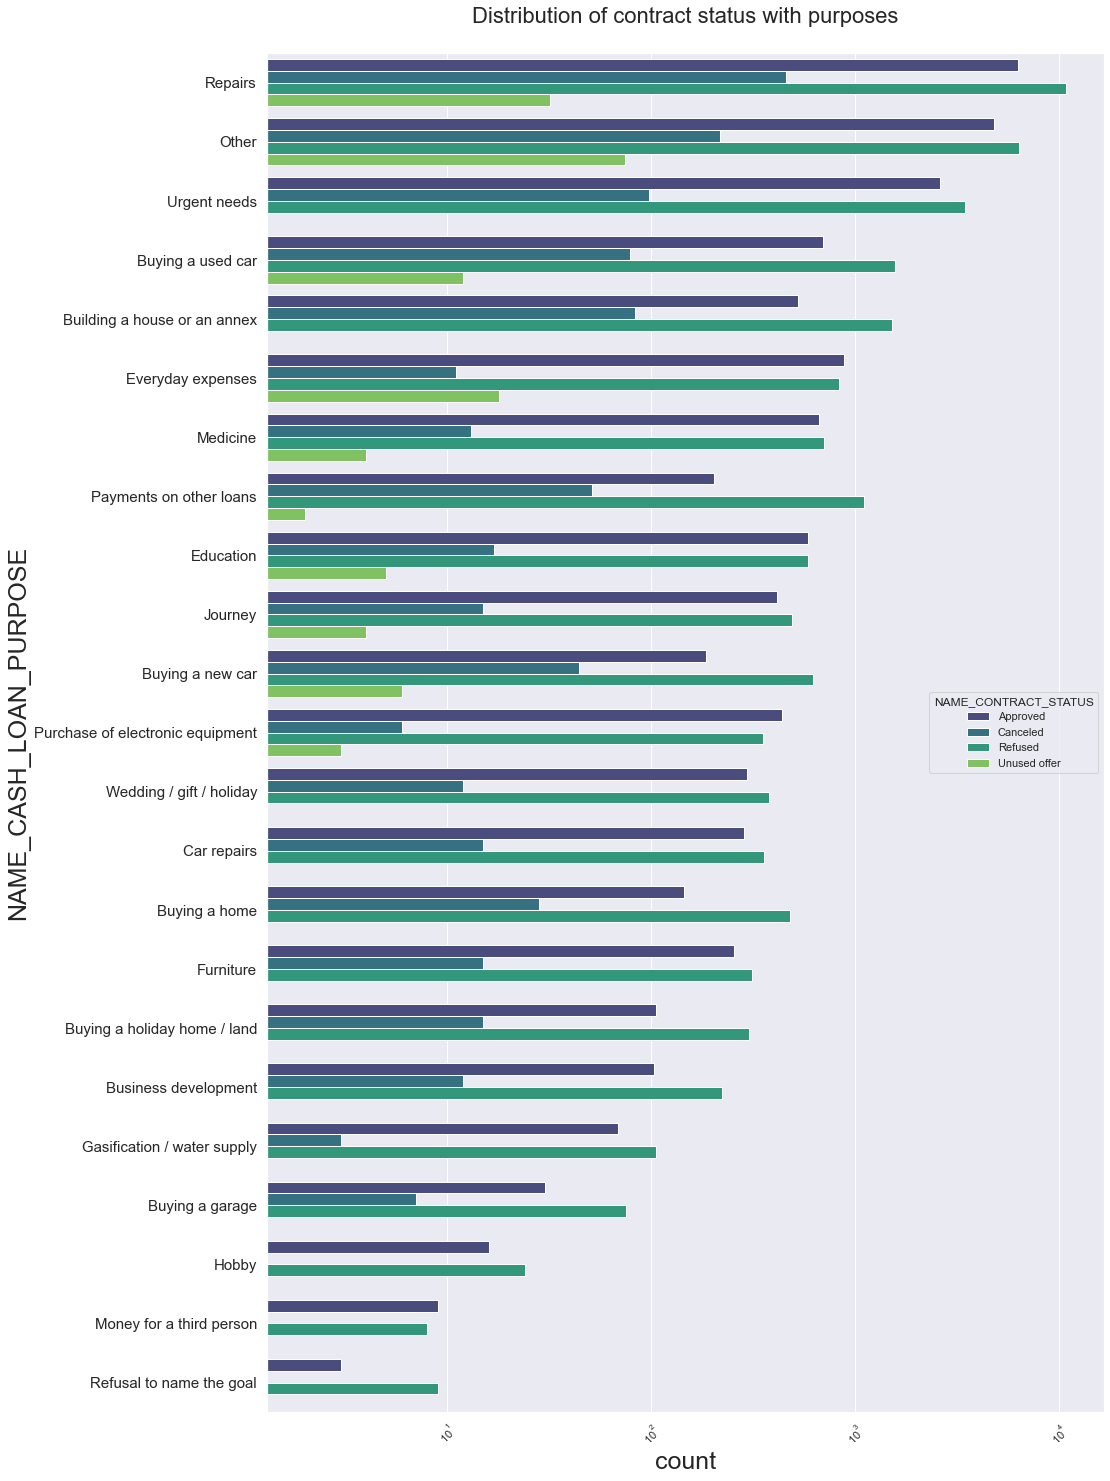 Distribution of contract status with purposes
NAME_CASH_LOAN_PURPOSE
Repairs
Other
Urgent needs
Buying a used car
Building a house or an annex
Everyday expenses
Medicine
Payments on other loans
Education
Journey
Buying a new car
Purchase of electronic equipment
Wedding / gift / holiday
Car repairs
Buying a home
Furniture
Buying a holiday home / land
Business development
Gasification / water supply
Buying a garage
Hobby
Money for a third person
Refusal to name the goal
NAME_CONTRACT_STATUS
Approved
Canceled
Refused
Unused offer
10¹ 10² 10³ 10⁴
count